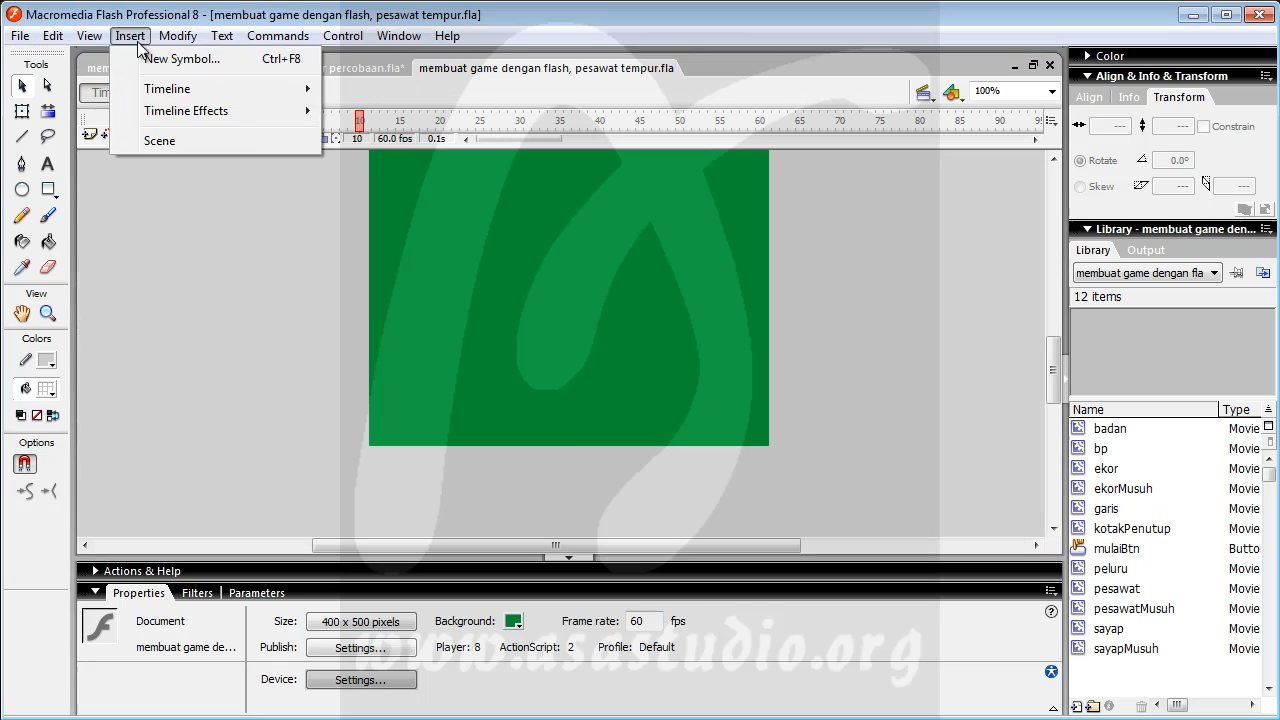 Macromedia Flash Professional 8 - [membuat game dengan flash, pesawat tempur.fla]
File Edit View Insert Modify Text Commands Control Window Help
Tools
New Symbol... Ctrl+F8
Timeline
Timeline Effects
Scene
mem
r percobaan.fla*
membuat game dengan flash, pesawat tempur.fla
Tim
100%
10 15 20 25 30 35 40 45 50 55 60 65 70 75 80 85 90 95
10 60.0 fps 0.1s
View
Colors
Options
Color
Align & Info & Transform
Align Info Transform
--- --- Constrain
Rotate 0.0°
Skew --- ---
Library - membuat game den...
Library Output
membuat game dengan fla
12 items
Name Type
badan Movie
bp Movie
ekor Movie
ekorMusuh Movie
garis Movie
kotakPenutup Movie
mulaiBtn Butto
peluru Movie
pesawat Movie
pesawatMusuh Movie
sayap Movie
sayapMusuh Movie
Actions & Help
Properties Filters Parameters
Document Size: 400 x 500 pixels Background: Frame rate: 60 fps
membuat game de... Publish: Settings... Player: 8 ActionScript: 2 Profile: Default
Device: Settings...
www.asastudio.org